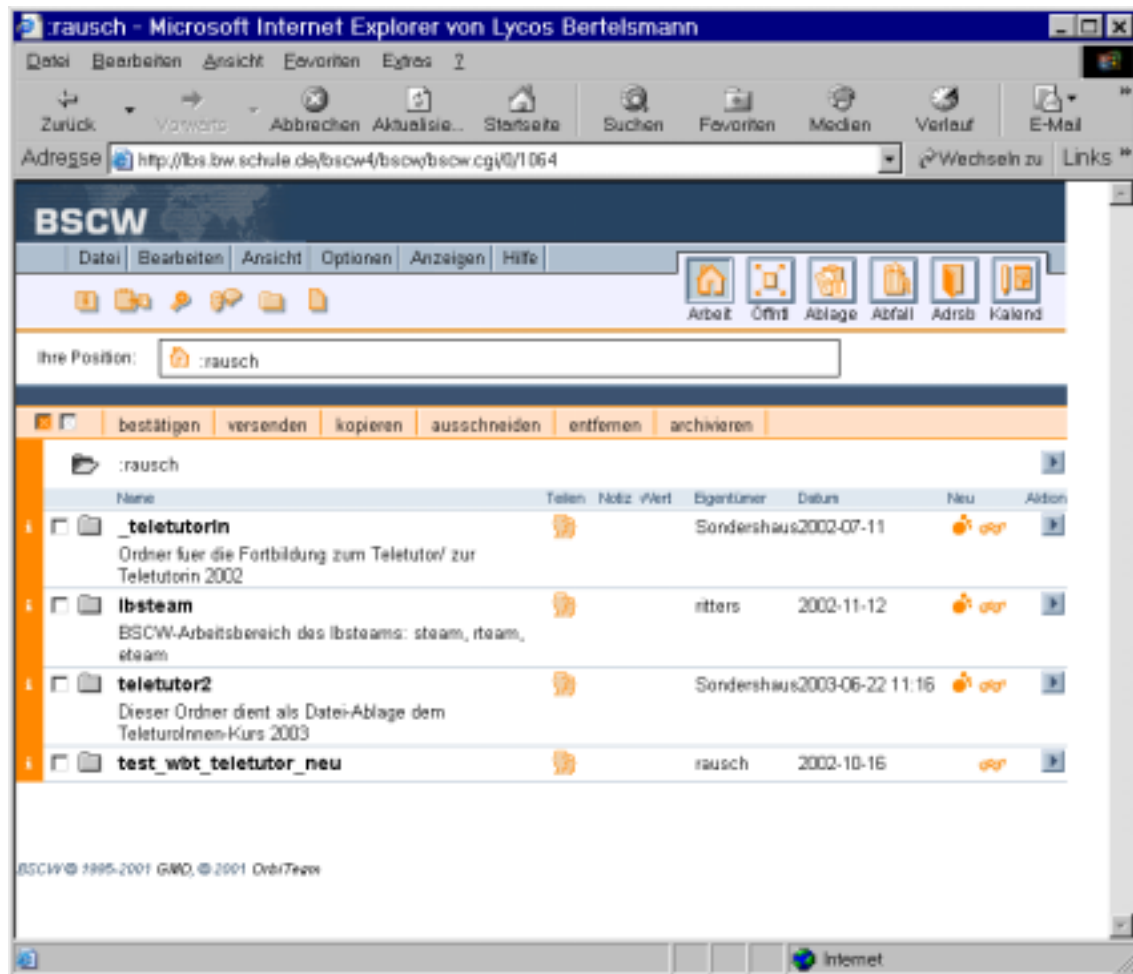 :rausch - Microsoft Internet Explorer von Lycos Bertelsmann
Datei Bearbeiten Ansicht Favoriten Extras ?
Zurück Vorwärts Abbrechen Aktualisie... Startseite Suchen Favoriten Medien Verlauf E-Mail
Adresse http://lbs.bw.schule.de/bscw4/bscw/bscw.cgi/0/1064 Wechseln zu Links
BSCW
Datei Bearbeiten Ansicht Optionen Anzeigen Hilfe
Arbeit Öffntl Ablage Abfall Adrsb Kalend
Ihre Position: :rausch
bestätigen versenden kopieren ausschneiden entfernen archivieren
:rausch
Name Teilen Notiz Wert Eigentümer Datum Neu Aktion
_teletutorIn Sondershaus 2002-07-11
Ordner fuer die Fortbildung zum Teletutor/ zur
Teletutorin 2002
lbsteam ritters 2002-11-12
BSCW-Arbeitsbereich des lbsteams: steam, rteam,
eteam
teletutor2 Sondershaus 2003-06-22 11:16
Dieser Ordner dient als Datei-Ablage dem
TeleturoInnen-Kurs 2003
test_wbt_teletutor_neu rausch 2002-10-16
BSCW © 1995-2001 GMD, © 2001 OrbiTeam
Internet